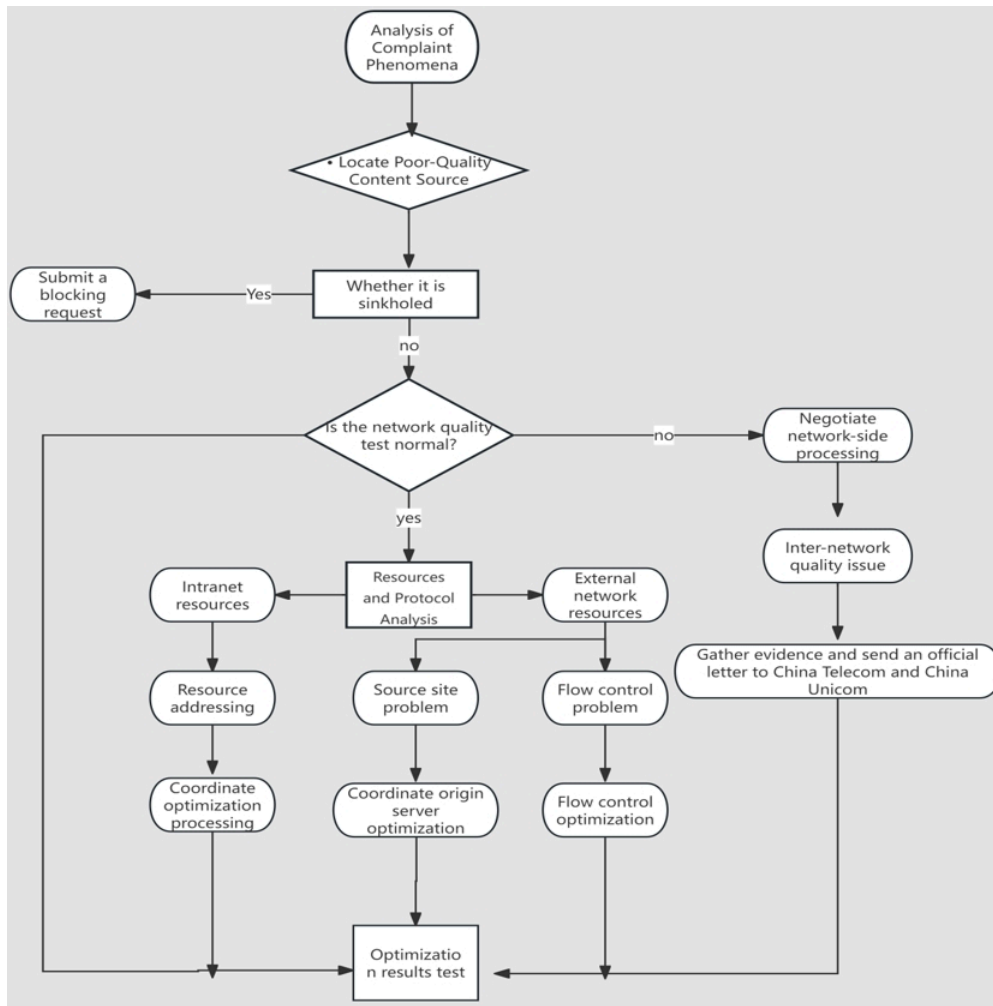 Analysis of
Complaint
Phenomena
• Locate Poor-Quality
Content Source
Whether it is
sinkholed
Yes
Submit a
blocking
request
no
Is the network quality
test normal?
no
Negotiate
network-side
processing
yes
Inter-network
quality issue
Intranet
resources
Resources
and Protocol
Analysis
External
network
resources
Gather evidence and send an official
letter to China Telecom and China
Unicom
Resource
addressing
Source site
problem
Flow control
problem
Coordinate
optimization
processing
Coordinate origin
server
optimization
Flow control
optimization
Optimizatio
n results test